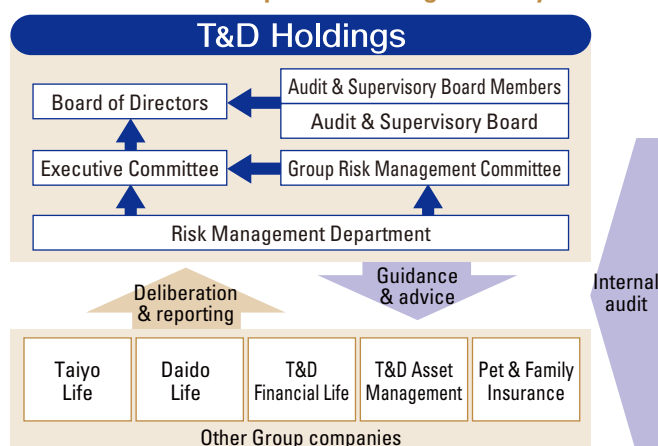 T&D Holdings
Board of Directors
Audit & Supervisory Board Members
Audit & Supervisory Board
Executive Committee
Group Risk Management Committee
Risk Management Department
Deliberation
& reporting
Guidance
& advice
Internal
audit
Taiyo
Life
Daido
Life
T&D
Financial Life
T&D Asset
Management
Pet & Family
Insurance
Other Group companies